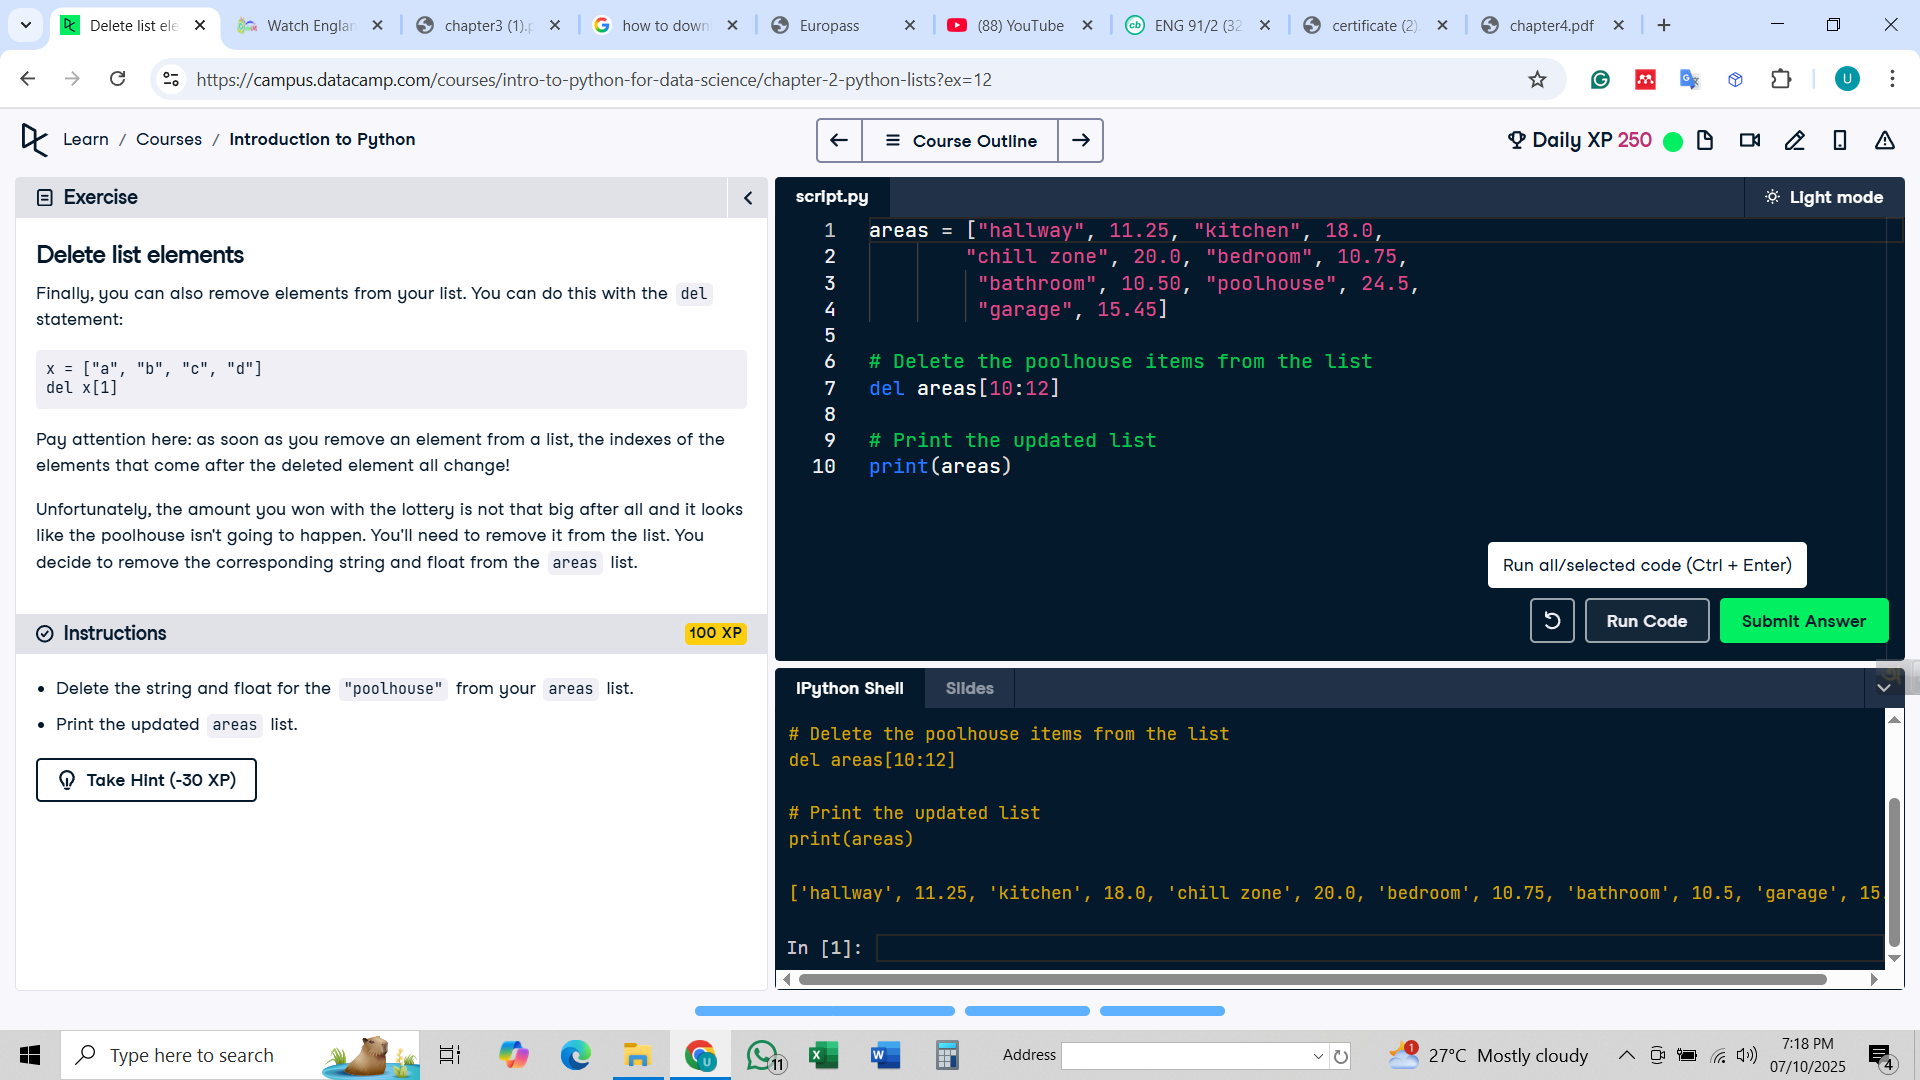 Delete list ele
Watch Englan
chapter3 (1).p
how to down
Europass
(88) YouTube
ENG 91/2 (32
certificate (2).
chapter4.pdf
https://campus.datacamp.com/courses/intro-to-python-for-data-science/chapter-2-python-lists?ex=12
U
Learn / Courses / Introduction to Python
Course Outline
Daily XP 250
Exercise
Delete list elements
Finally, you can also remove elements from your list. You can do this with the del
statement:
x = ["a", "b", "c", "d"]
del x[1]
Pay attention here: as soon as you remove an element from a list, the indexes of the
elements that come after the deleted element all change!
Unfortunately, the amount you won with the lottery is not that big after all and it looks
like the poolhouse isn't going to happen. You'll need to remove it from the list. You
decide to remove the corresponding string and float from the areas list.
Instructions
100 XP
• Delete the string and float for the "poolhouse" from your areas list.
• Print the updated areas list.
Take Hint (-30 XP)
script.py
Light mode
1 areas = ["hallway", 11.25, "kitchen", 18.0,
2 "chill zone", 20.0, "bedroom", 10.75,
3 "bathroom", 10.50, "poolhouse", 24.5,
4 "garage", 15.45]
5
6 # Delete the poolhouse items from the list
7 del areas[10:12]
8
9 # Print the updated list
10 print(areas)
Run all/selected code (Ctrl + Enter)
Run Code
Submit Answer
IPython Shell
Slides
# Delete the poolhouse items from the list
del areas[10:12]
# Print the updated list
print(areas)
['hallway', 11.25, 'kitchen', 18.0, 'chill zone', 20.0, 'bedroom', 10.75, 'bathroom', 10.5, 'garage', 15.
In [1]:
Type here to search
11
Address
1
27°C Mostly cloudy
7:18 PM
07/10/2025
4